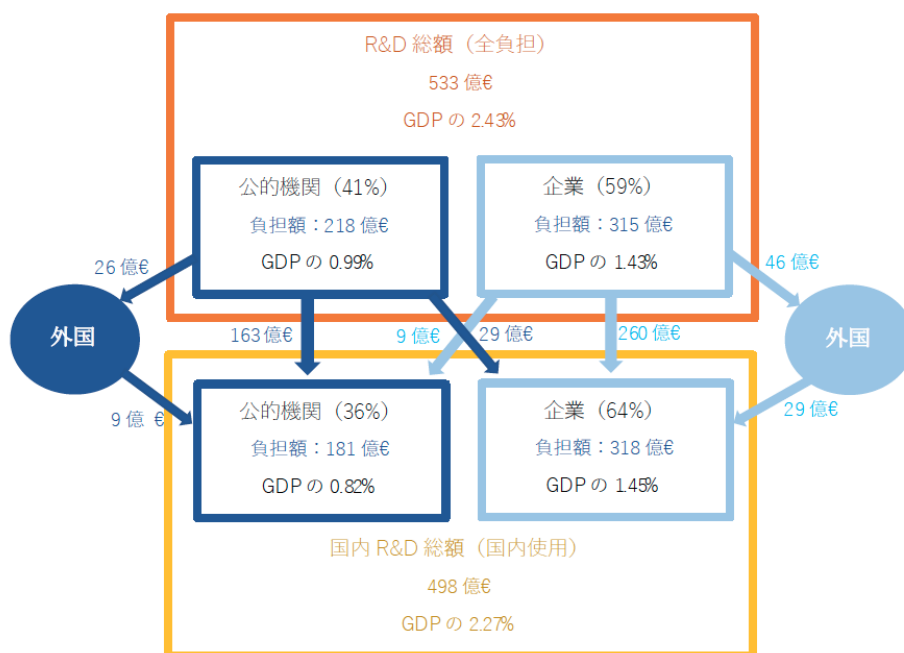 R&D 総額（全負担）
533 億€
GDP の 2.43%
公的機関（41%）
負担額：218 億€
GDP の 0.99%
企業（59%）
負担額：315 億€
GDP の 1.43%
26 億€
46 億€
外国
外国
163 億€
9 億€
29 億€
260 億€
9 億 €
29 億€
公的機関（36%）
負担額：181 億€
GDP の 0.82%
企業（64%）
負担額：318 億€
GDP の 1.45%
国内 R&D 総額（国内使用）
498 億€
GDP の 2.27%